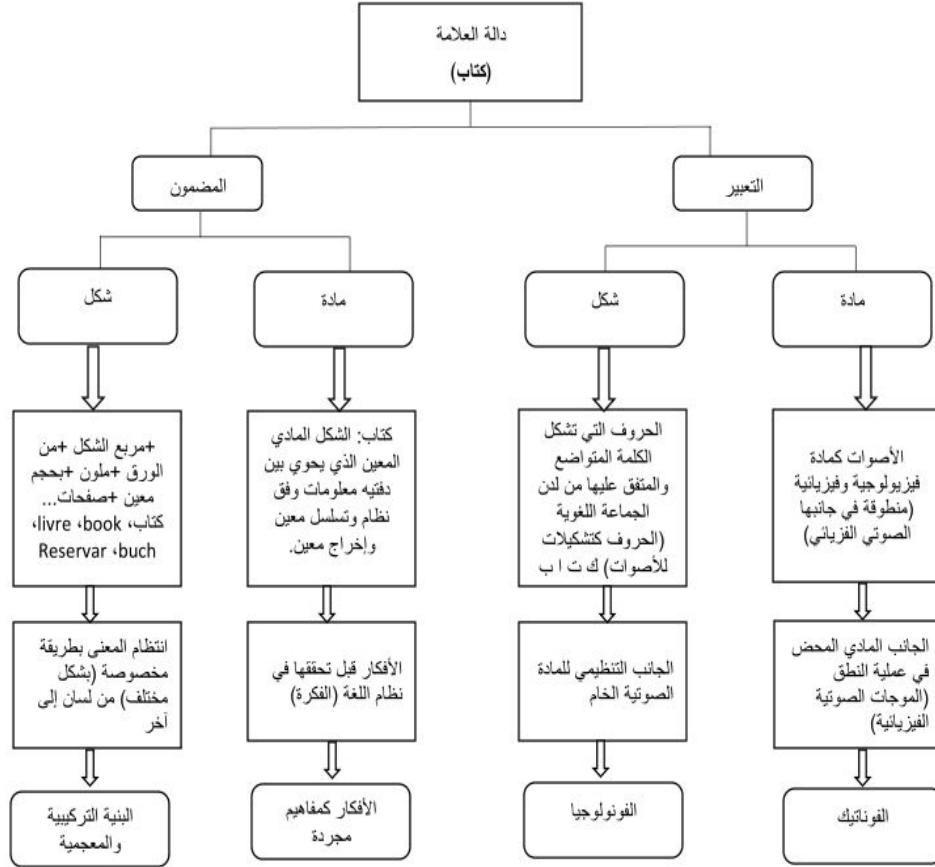 دالة العلامة
(كتاب)
التعبير
المضمون
مادة
شكل
مادة
شكل
الأصوات كمادة
فيزيولوجية وفيزيائية
(منطوقة في جانبها
الصوتي الفزيائي)
الحروف التي تشكل
الكلمة المتواضع
والمتفق عليها من لدن
الجماعة اللغوية
(الحروف كتشكيلات
للأصوات) ك ت ا ب
كتاب: الشكل المادي
المعين الذي يحوي بين
دفتيه معلومات وفق
نظام وتسلسل معين
وإخراج معين.
+مربع الشكل +من
الورق +ملون +بحجم
معين +صفحات...
كتاب، livre ،book،
Reservar ،buch
الجانب المادي المحض
في عملية النطق
(الموجات الصوتية
الفيزيائية)
الجانب التنظيمي للمادة
الصوتية الخام
الأفكار قبل تحققها في
نظام اللغة (الفكرة)
انتظام المعنى بطريقة
مخصوصة (بشكل
مختلف) من لسان إلى
آخر
الفوناتيك
الفونولوجيا
الأفكار كمفاهيم
مجردة
البنية التركيبية
والمعجمية